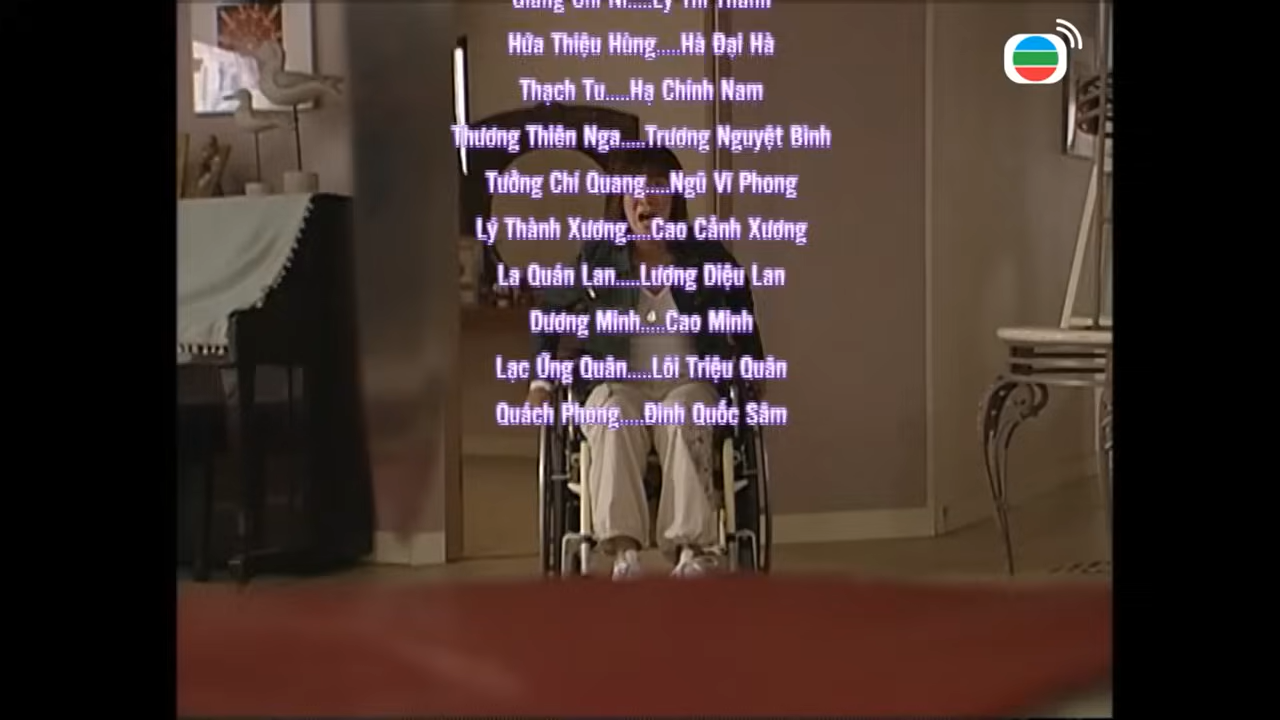 Hứa Thiệu Hùng.....Hà Đại Hà
Thạch Tu.....Hạ Chính Nam
Thương Thiên Nga.....Trương Nguyệt Bình
Tưởng Chí Quang.....Ngũ Vĩ Phong
Lý Thành Xương.....Cao Cảnh Xương
La Quán Lan.....Lương Diệu Lan
Dương Minh.....Cao Minh
Lạc Ứng Quân.....Lôi Triệu Quân
Quách Phong.....Đinh Quốc Sâm